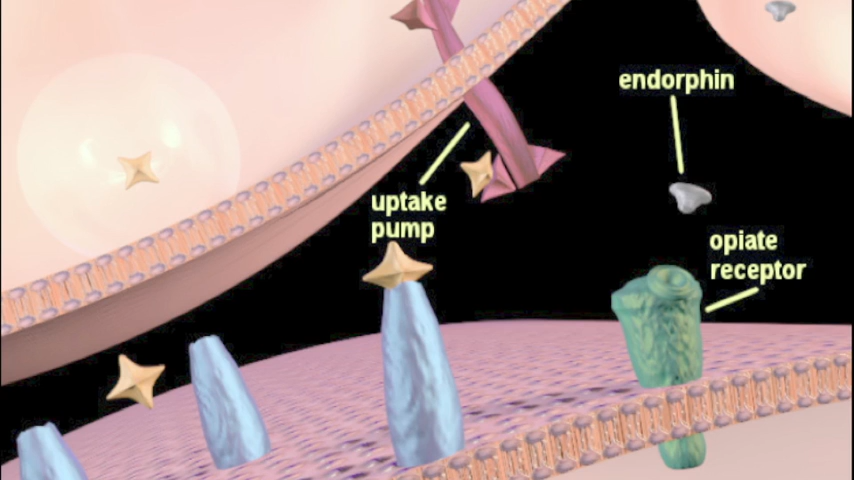 endorphin
uptake
pump
opiate
receptor